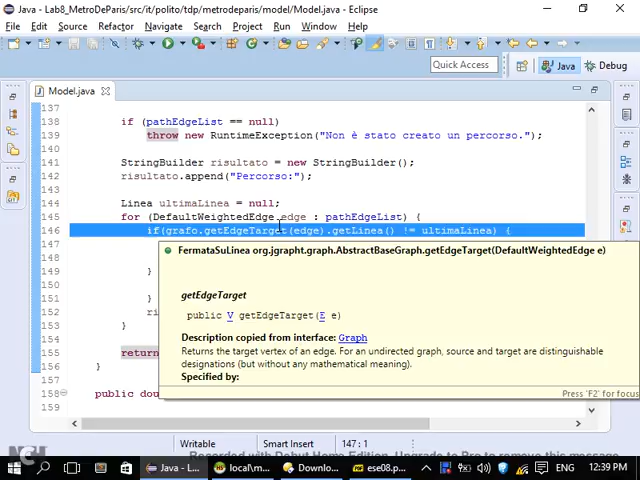 Java - Lab8_MetroDeParis/src/it/polito/tdp/metrodeparis/model/Model.java - Eclipse
File Edit Source Refactor Navigate Search Project Run Window Help
Quick Access
Java
Debug
Model.java
137
138 if (pathEdgeList == null)
139 throw new RuntimeException("Non è stato creato un percorso.");
140
141 StringBuilder risultato = new StringBuilder();
142 risultato.append("Percorso:");
143
144 Linea ultimaLinea = null;
145 for (DefaultWeightedEdge edge : pathEdgeList) {
146 if(grafo.getEdgeTarget(edge).getLinea() != ultimaLinea) {
147
148
149 }
150
151 }
152 ri
153 }
154
155 return
156 }
157
158 public dou
159
FermataSuLinea org.jgrapht.graph.AbstractBaseGraph.getEdgeTarget(DefaultWeightedEdge e)
getEdgeTarget
public V getEdgeTarget(E e)
Description copied from interface: Graph
Returns the target vertex of an edge. For an undirected graph, source and target are distinguishable
designations (but without any mathematical meaning).
Specified by:
Press 'F2' for focus
Writable
Smart Insert
147 : 1
NCH
Recorded with Debut Home Edition. Upgrade to Pro to remove this message
Java - L...
local\m...
Downlo...
ese08.p...
ENG
12:39 PM